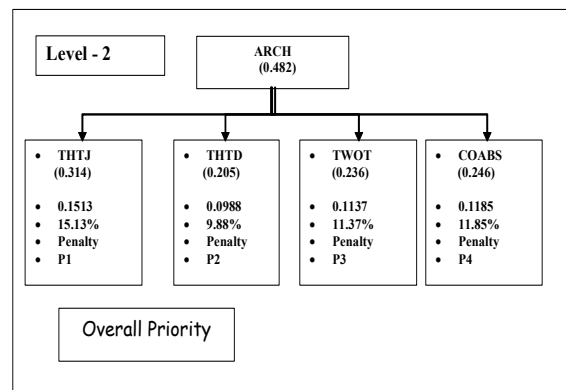 Level - 2
ARCH
(0.482)
• THTJ
(0.314)
• 0.1513
• 15.13%
• Penalty
• P1
• THTD
(0.205)
• 0.0988
• 9.88%
• Penalty
• P2
• TWOT
(0.236)
• 0.1137
• 11.37%
• Penalty
• P3
• COABS
(0.246)
• 0.1185
• 11.85%
• Penalty
• P4
Overall Priority